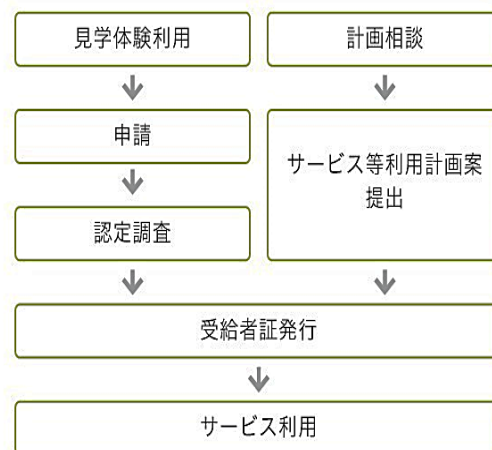 見学体験利用
計画相談
申請
サービス等利用計画案
提出
認定調査
受給者証発行
サービス利用